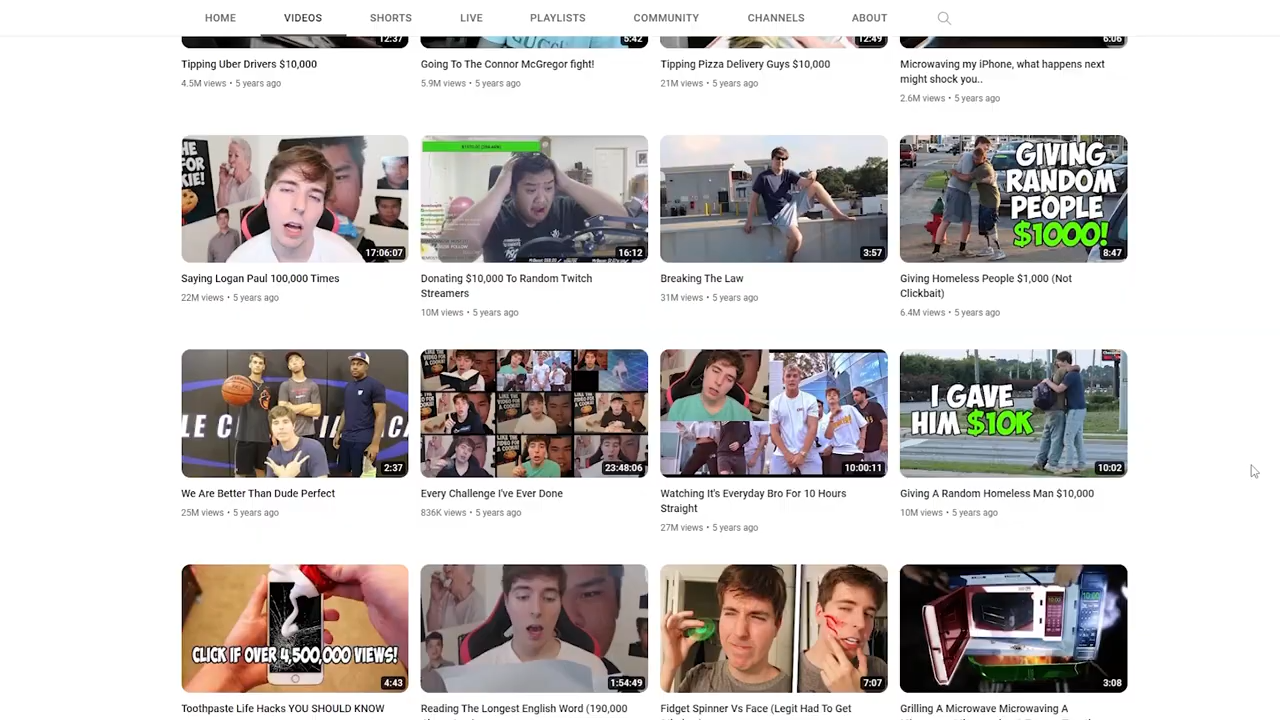 HOME VIDEOS SHORTS LIVE PLAYLISTS COMMUNITY CHANNELS ABOUT
12:37
5:42
12:49
6:06
GUCCI
Tipping Uber Drivers $10,000
4.5M views • 5 years ago
Going To The Connor McGregor fight!
5.9M views • 5 years ago
Tipping Pizza Delivery Guys $10,000
21M views • 5 years ago
Microwaving my iPhone, what happens next
might shock you..
2.6M views • 5 years ago
17:06:07
16:12
3:57
GIVING
RANDOM
PEOPLE
$1000!
8:47
Saying Logan Paul 100,000 Times
22M views • 5 years ago
Donating $10,000 To Random Twitch
Streamers
10M views • 5 years ago
Breaking The Law
31M views • 5 years ago
Giving Homeless People $1,000 (Not
Clickbait)
6.4M views • 5 years ago
2:37
23:48:06
10:00:11
I GAVE
HIM $10K
10:02
We Are Better Than Dude Perfect
25M views • 5 years ago
Every Challenge I've Ever Done
836K views • 5 years ago
Watching It's Everyday Bro For 10 Hours
Straight
27M views • 5 years ago
Giving A Random Homeless Man $10,000
10M views • 5 years ago
CLICK IF OVER 4,500,000 VIEWS!
4:43
1:54:49
7:07
3:08
Toothpaste Life Hacks YOU SHOULD KNOW
Reading The Longest English Word (190,000
Fidget Spinner Vs Face (Legit Had To Get
Grilling A Microwave Microwaving A